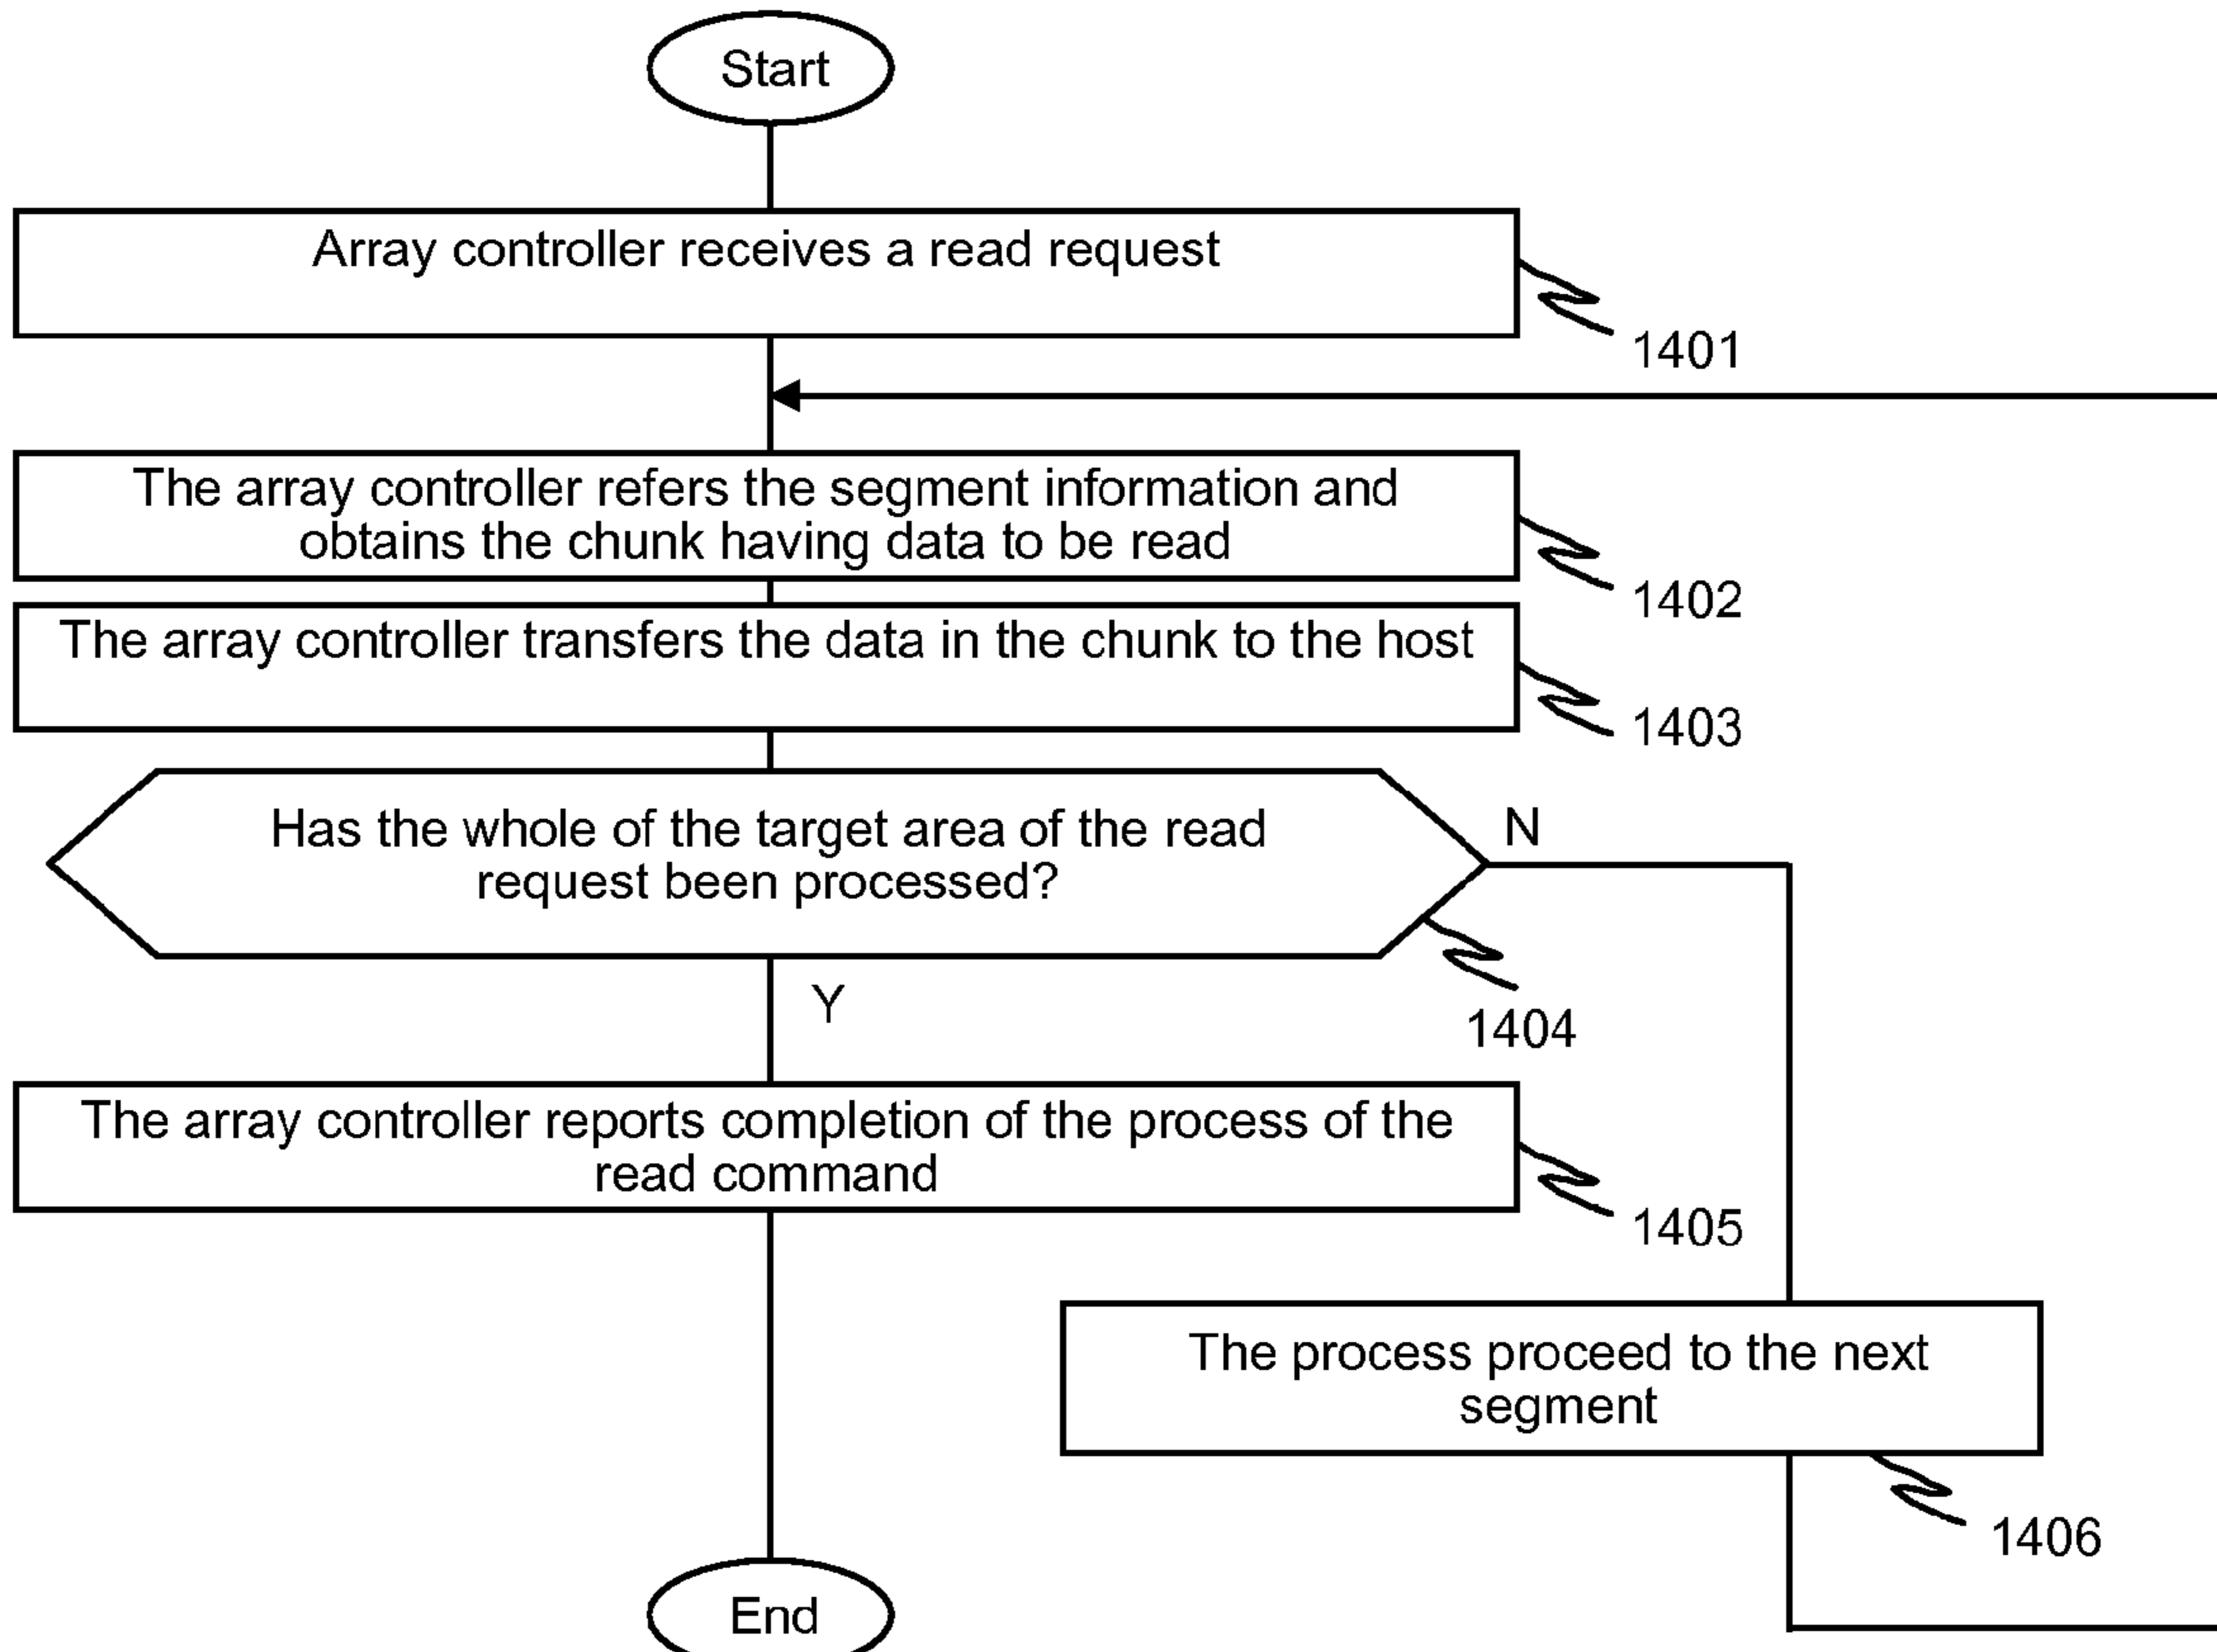 Start
Array controller receives a read request
1401
The array controller refers the segment information and
obtains the chunk having data to be read
1402
The array controller transfers the data in the chunk to the host
1403
Has the whole of the target area of the read
request been processed?
N
1404
Y
The array controller reports completion of the process of the
read command
1405
The process proceed to the next
segment
1406
End